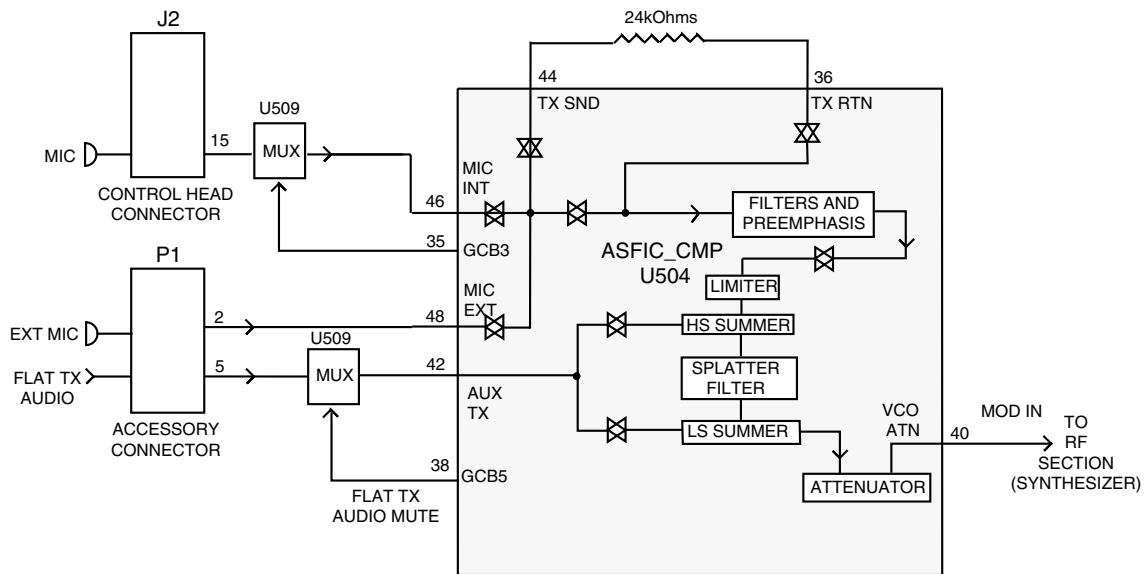 24kOhms
J2
44
36
TX SND
TX RTN
U509
15
MUX
MIC
MIC
INT
CONTROL HEAD
CONNECTOR
46
FILTERS AND
PREEMPHASIS
35
GCB3
ASFIC_CMP
U504
P1
LIMITER
MIC
EXT
2
48
HS SUMMER
EXT MIC
U509
5
MUX
42
FLAT TX
AUDIO
AUX
TX
SPLATTER
FILTER
ACCESSORY
CONNECTOR
LS SUMMER
VCO
ATN
40
MOD IN
TO
RF
SECTION
(SYNTHESIZER)
38
GCB5
ATTENUATOR
FLAT TX
AUDIO MUTE